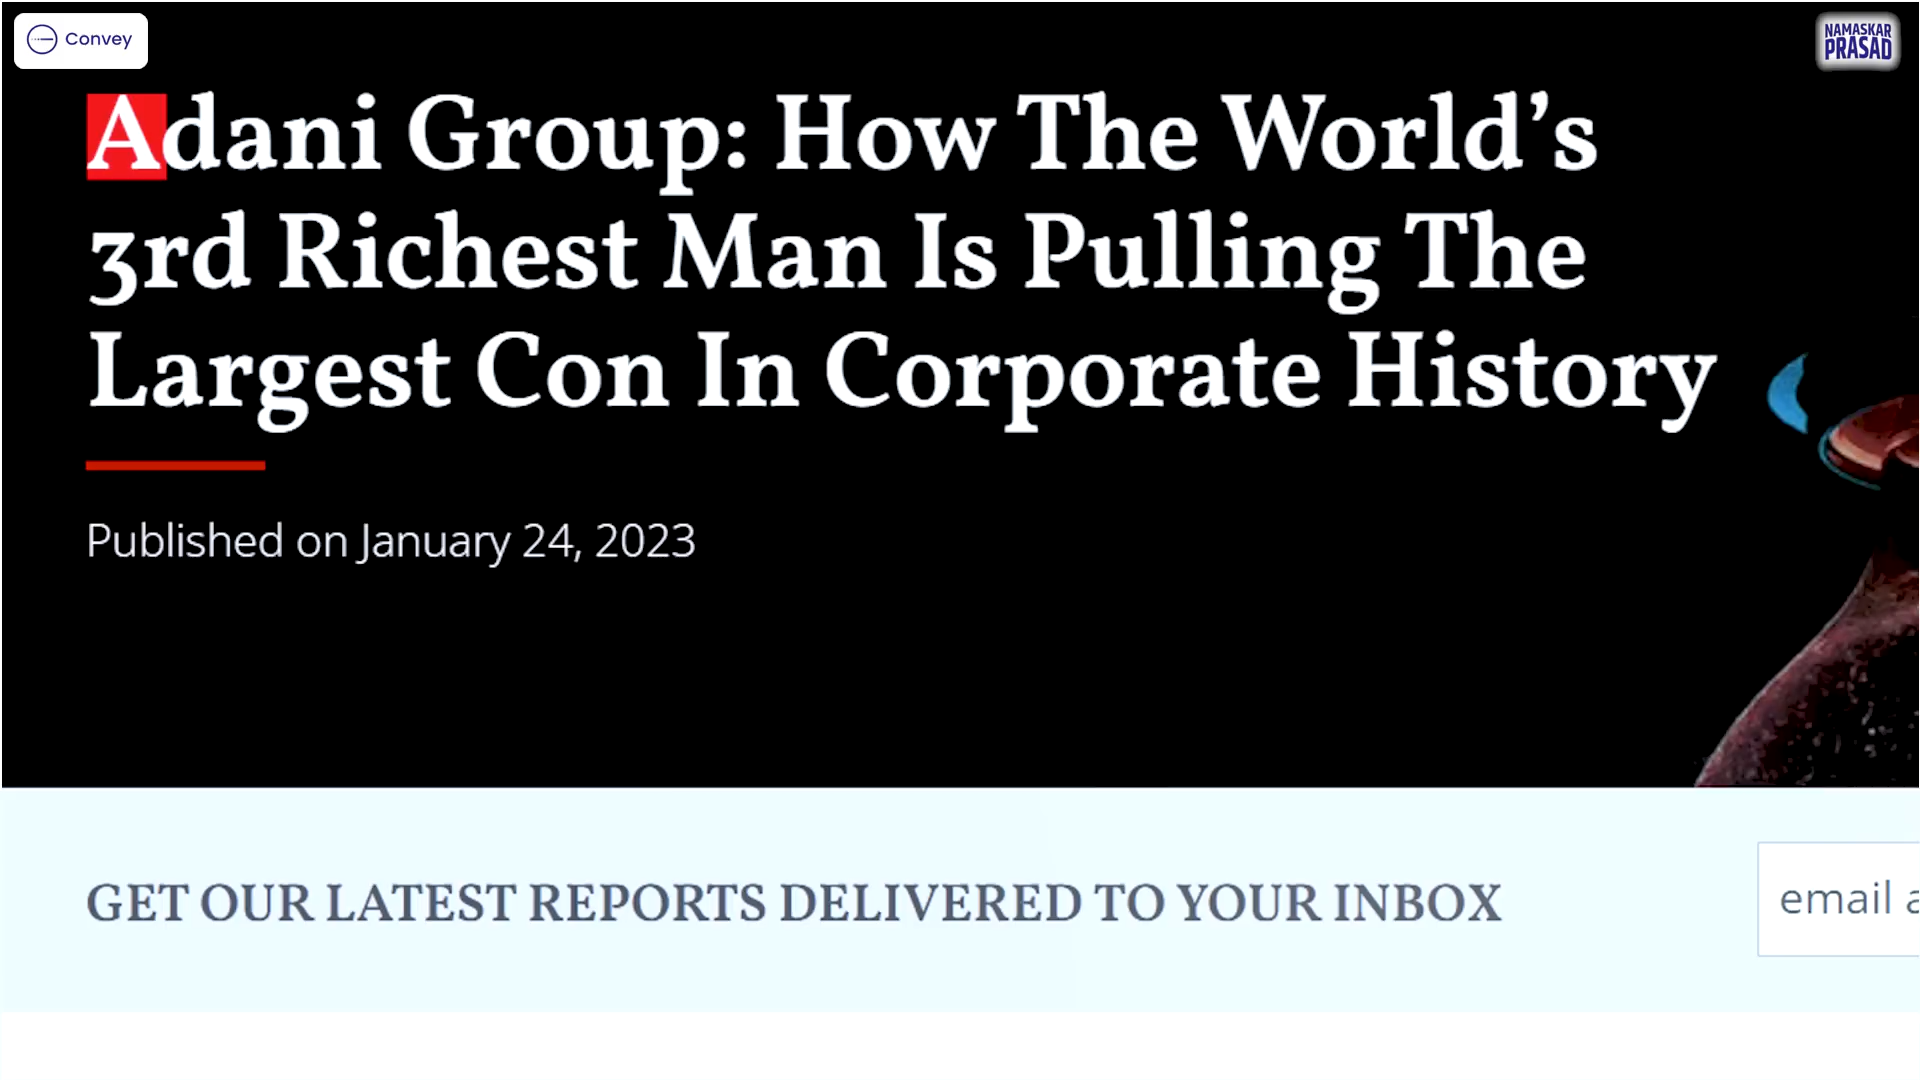 Convey
NAMASKAR
PRASAD
Adani Group: How The World’s
3rd Richest Man Is Pulling The
Largest Con In Corporate History
Published on January 24, 2023
GET OUR LATEST REPORTS DELIVERED TO YOUR INBOX
email a